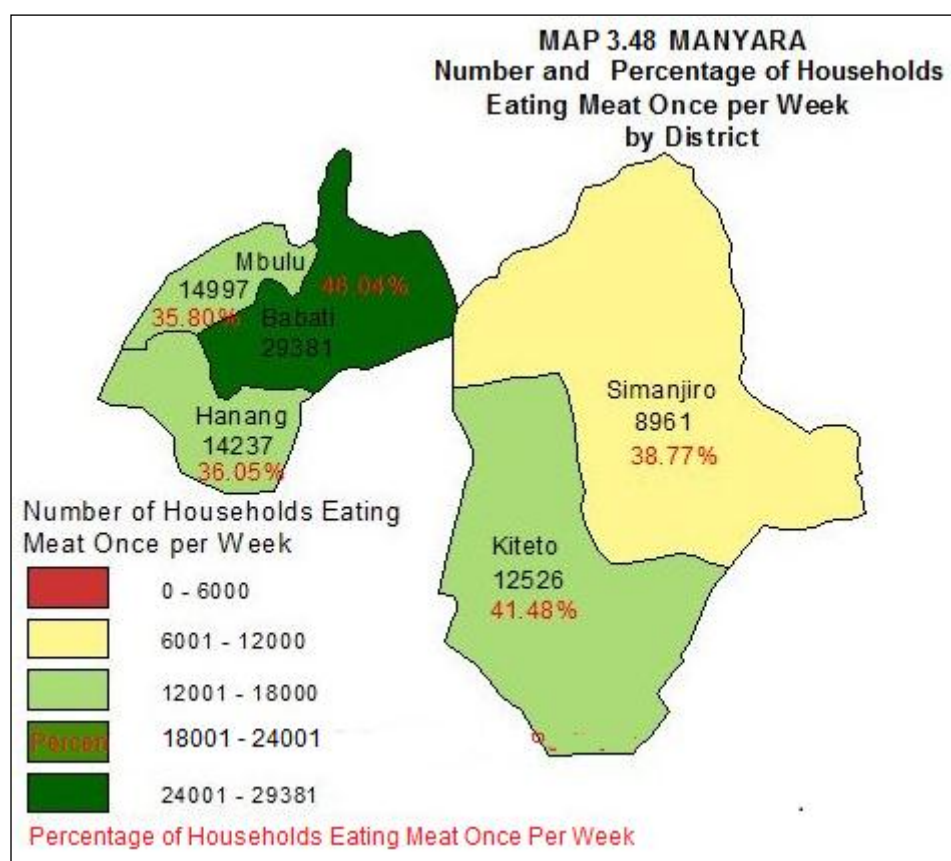 MAP 3.48 MANYARA
Number and Percentage of Households
Eating Meat Once per Week
by District
Mbulu
14997
35.80%
46.04%
Babati
29381
Hanang
14237
36.05%
Simanjiro
8961
38.77%
Kiteto
12526
41.48%
Number of Households Eating
Meat Once per Week
0 - 6000
6001 - 12000
12001 - 18000
Percen
18001 - 24001
24001 - 29381
Percentage of Households Eating Meat Once Per Week